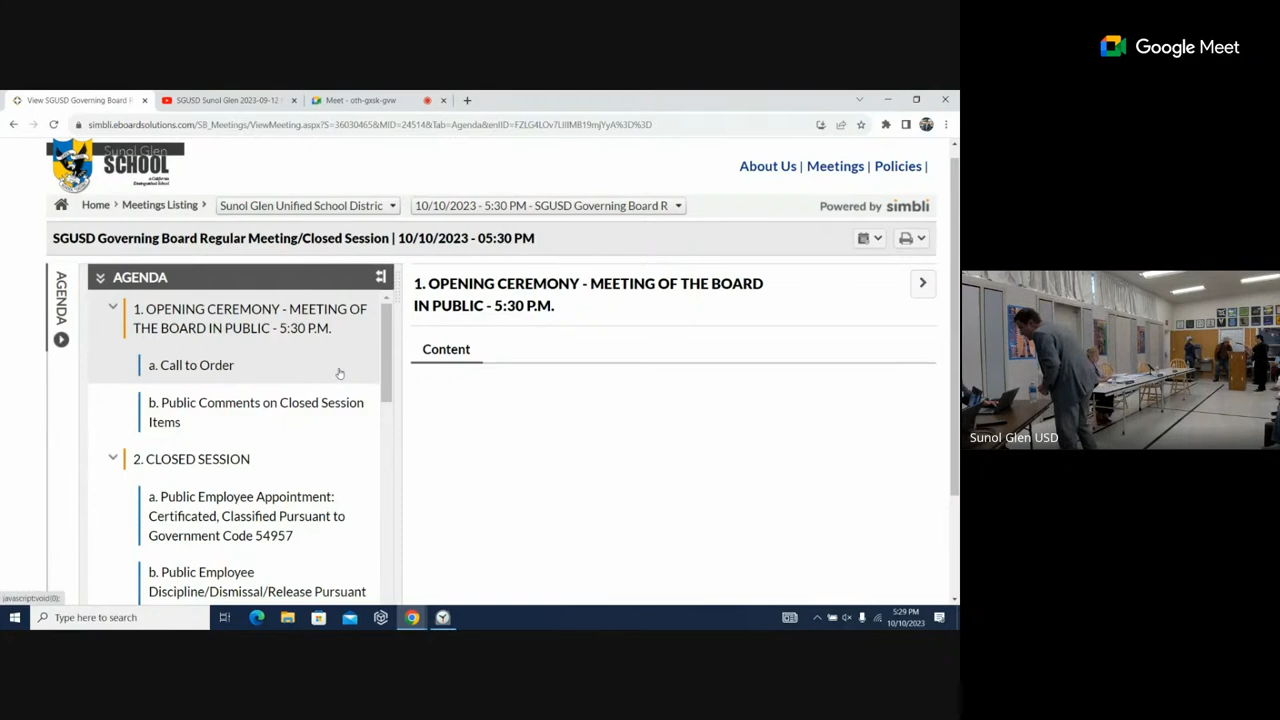 Google Meet
View SGUSD Governing Board R
SGUSD Sunol Glen 2023-09-12
Meet - oth-gxsk-gvw
simbli.eboardsolutions.com/SB_Meetings/ViewMeeting.aspx?S=36030465&MID=24514&Tab=Agenda&enIID=FZLG4LOv7LIIIMB19mjYyA%3D%3D
Sunol Glen
SCHOOL
About Us | Meetings | Policies |
Home Meetings Listing Sunol Glen Unified School Distric 10/10/2023 - 5:30 PM - SGUSD Governing Board R Powered by simbli
SGUSD Governing Board Regular Meeting/Closed Session | 10/10/2023 - 05:30 PM
AGENDA
AGENDA
1. OPENING CEREMONY - MEETING OF
THE BOARD IN PUBLIC - 5:30 P.M.
a. Call to Order
b. Public Comments on Closed Session
Items
2. CLOSED SESSION
a. Public Employee Appointment:
Certificated, Classified Pursuant to
Government Code 54957
b. Public Employee
Discipline/Dismissal/Release Pursuant
1. OPENING CEREMONY - MEETING OF THE BOARD
IN PUBLIC - 5:30 P.M.
Content
Sunol Glen USD
javascript:void(0);
Type here to search
5:29 PM
10/10/2023